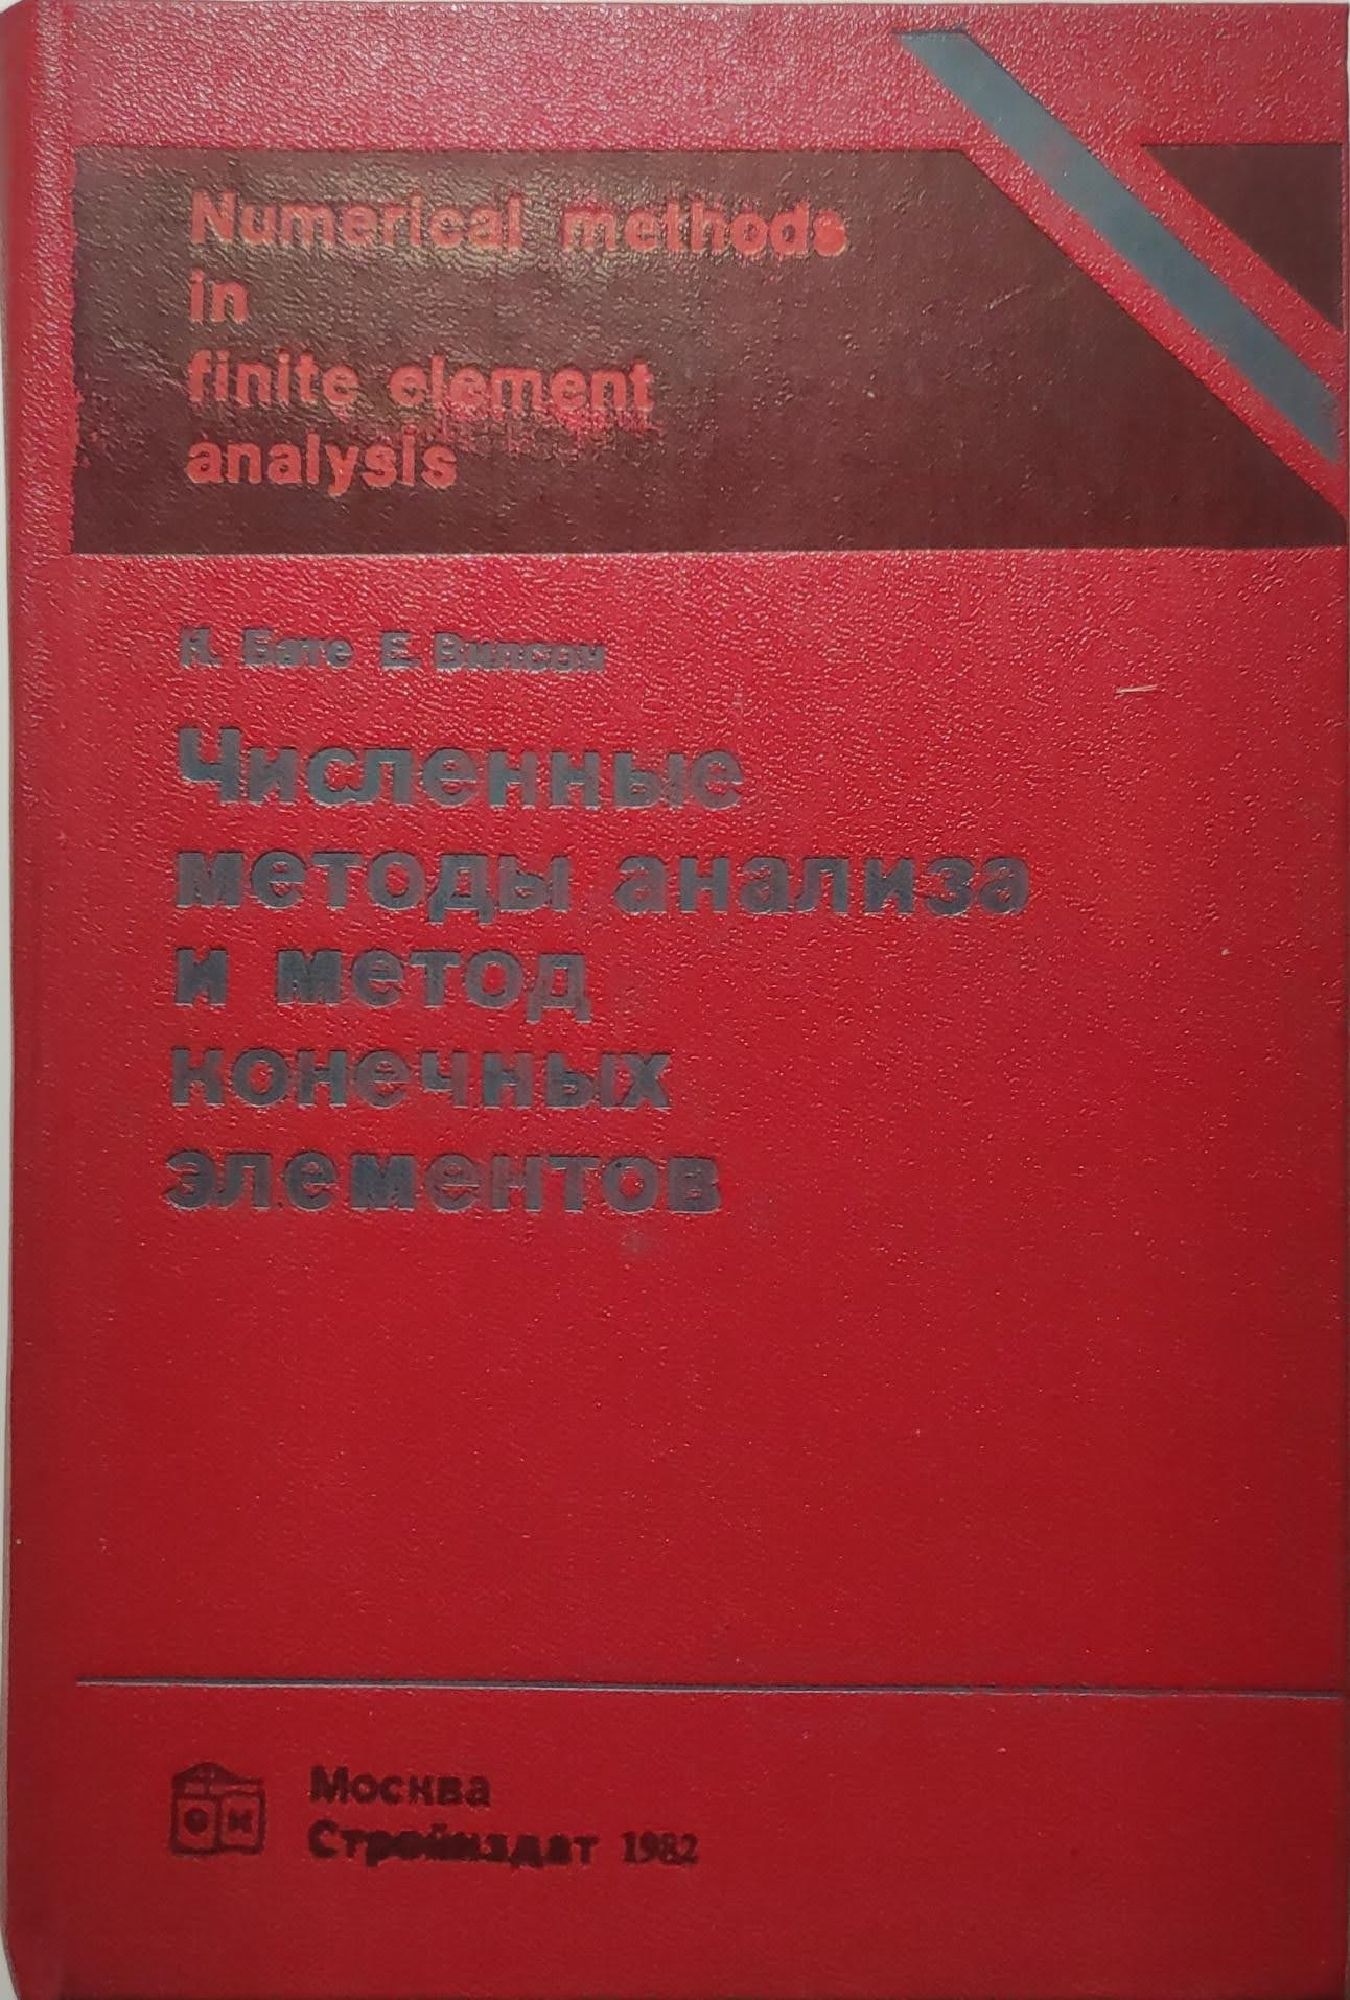 Numerical methods
in
finite element
analysis
К. Бате Е. Вилсон
Численные
методы анализа
и метод
конечных
элементов
Москва
Стройиздат 1982